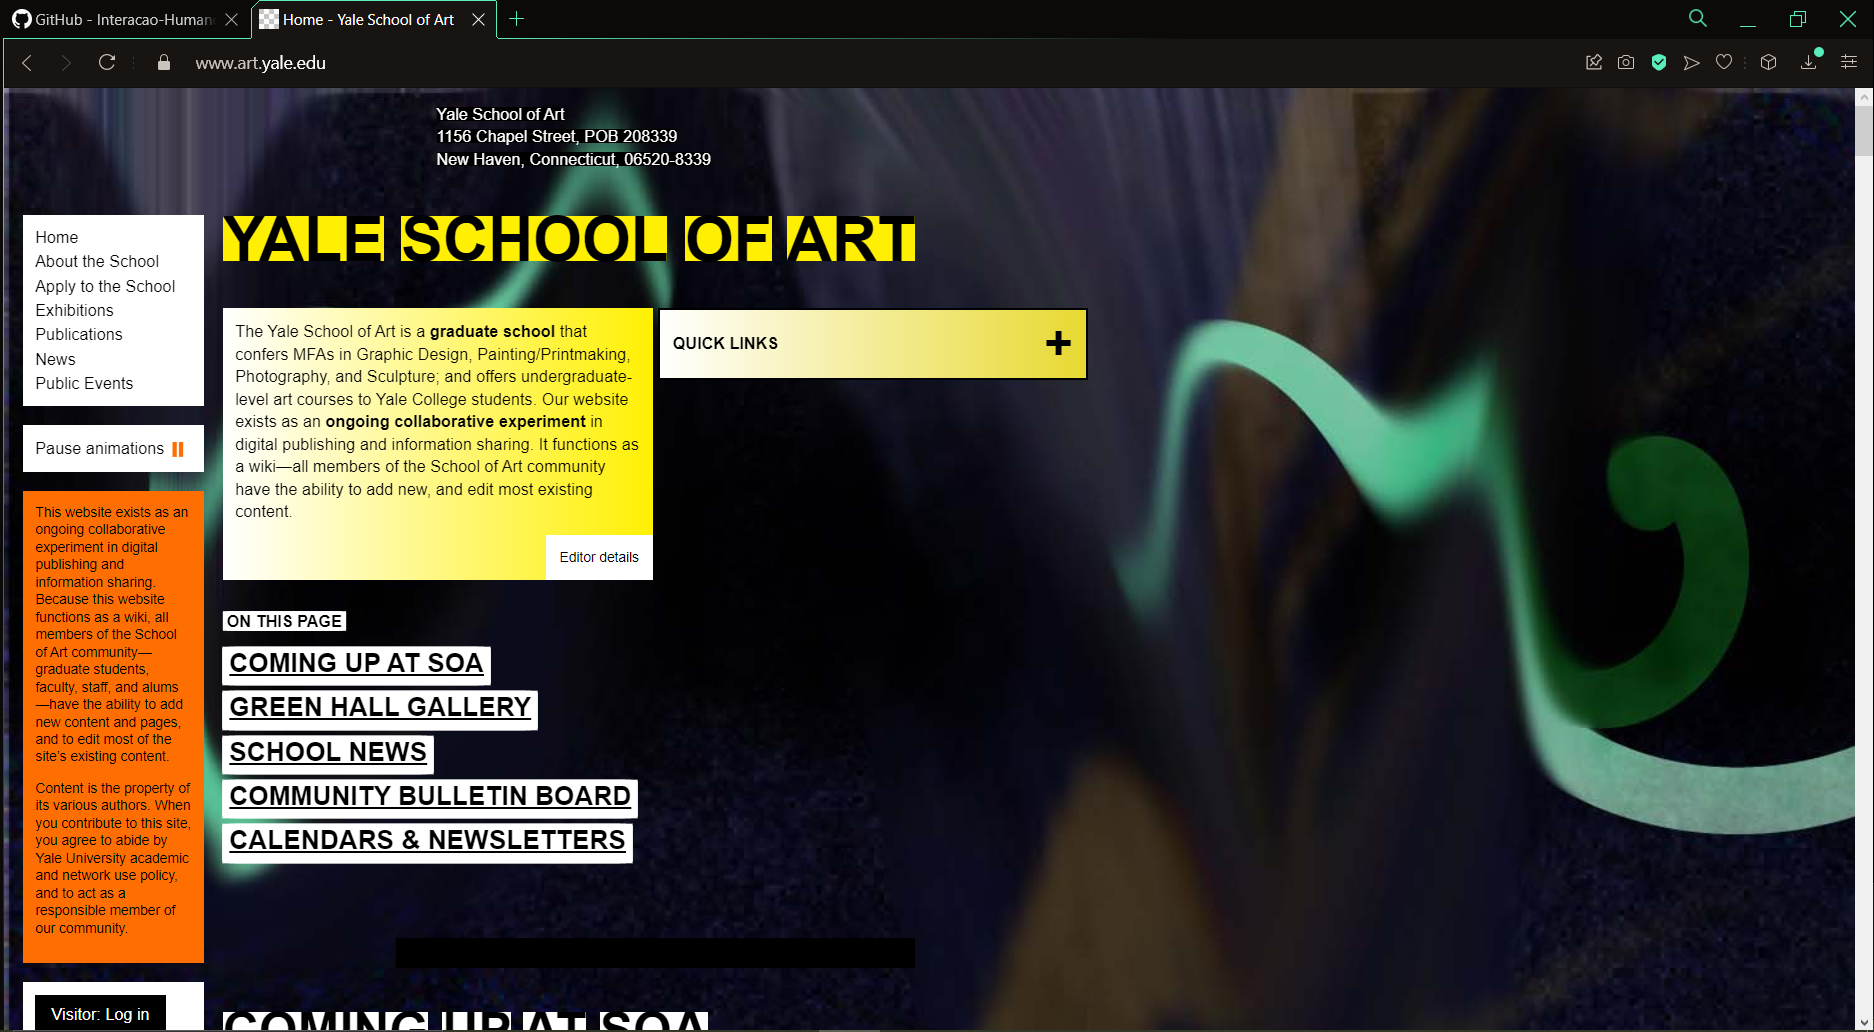 GitHub - Interacao-Human
Home - Yale School of Art
www.art.yale.edu
Yale School of Art
1156 Chapel Street, POB 208339
New Haven, Connecticut, 06520-8339
Home
About the School
Apply to the School
Exhibitions
Publications
News
Public Events
Pause animations
This website exists as an
ongoing collaborative
experiment in digital
publishing and
information sharing.
Because this website
functions as a wiki, all
members of the School
of Art community—
graduate students,
faculty, staff, and alums
—have the ability to add
new content and pages,
and to edit most of the
site's existing content.
Content is the property of
its various authors. When
you contribute to this site,
you agree to abide by
Yale University academic
and network use policy,
and to act as a
responsible member of
our community.
Visitor: Log in
YALE SCHOOL OF ART
The Yale School of Art is a graduate school that
confers MFAs in Graphic Design, Painting/Printmaking,
Photography, and Sculpture; and offers undergraduate-
level art courses to Yale College students. Our website
exists as an ongoing collaborative experiment in
digital publishing and information sharing. It functions as
a wiki—all members of the School of Art community
have the ability to add new, and edit most existing
content.
Editor details
QUICK LINKS
ON THIS PAGE
COMING UP AT SOA
GREEN HALL GALLERY
SCHOOL NEWS
COMMUNITY BULLETIN BOARD
CALENDARS & NEWSLETTERS
COMING UP AT SOA